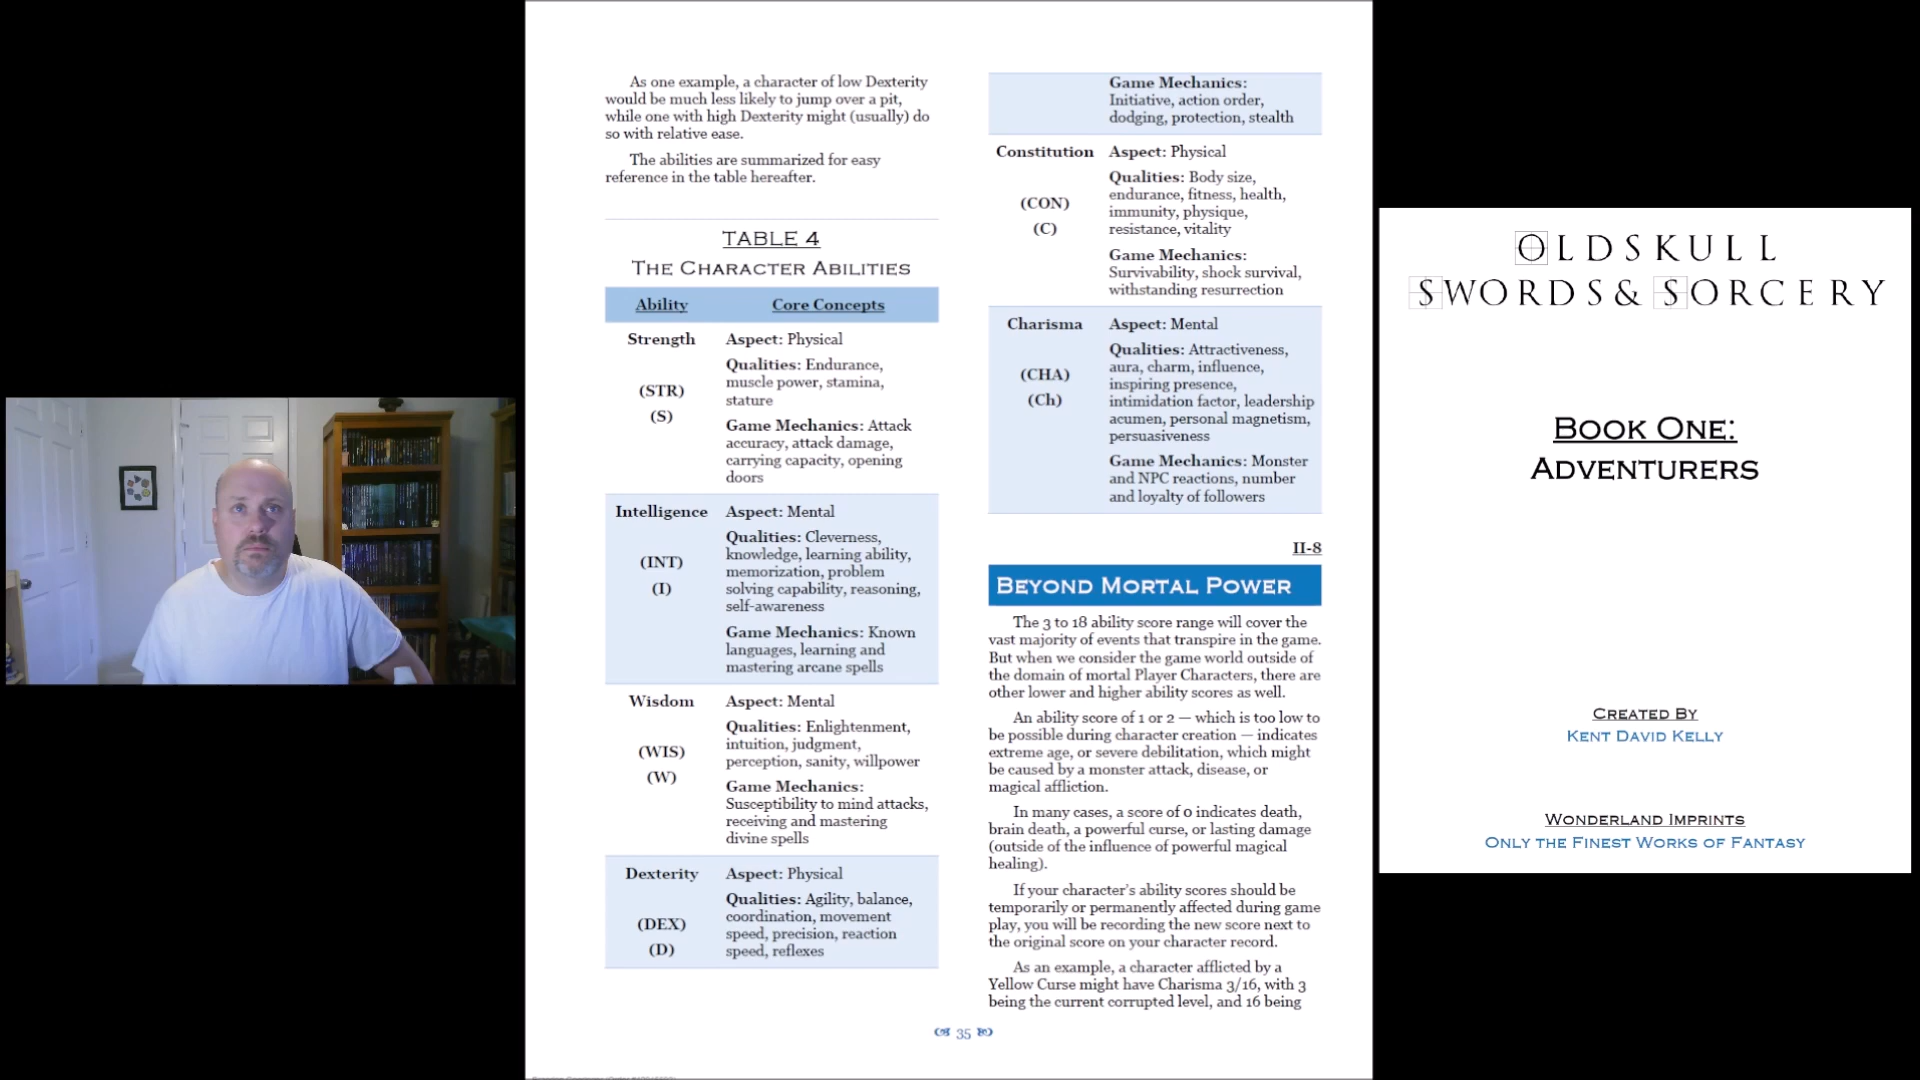 As one example, a character of low Dexterity
would be much less likely to jump over a pit,
while one with high Dexterity might (usually) do
so with relative ease.
The abilities are summarized for easy
reference in the table hereafter.
TABLE 4
THE CHARACTER ABILITIES
Ability Core Concepts
Strength Aspect: Physical
Qualities: Endurance,
muscle power, stamina,
stature
(STR)
(S)
Game Mechanics: Attack
accuracy, attack damage,
carrying capacity, opening
doors
Intelligence Aspect: Mental
Qualities: Cleverness,
knowledge, learning ability,
memorization, problem
solving capability, reasoning,
self-awareness
(INT)
(I)
Game Mechanics: Known
languages, learning and
mastering arcane spells
Wisdom Aspect: Mental
Qualities: Enlightenment,
intuition, judgment,
perception, sanity, willpower
(WIS)
(W)
Game Mechanics:
Susceptibility to mind attacks,
receiving and mastering
divine spells
Dexterity Aspect: Physical
Qualities: Agility, balance,
coordination, movement
speed, precision, reaction
speed, reflexes
(DEX)
(D)
Game Mechanics:
Initiative, action order,
dodging, protection, stealth
Constitution Aspect: Physical
Qualities: Body size,
endurance, fitness, health,
immunity, physique,
resistance, vitality
(CON)
(C)
Game Mechanics:
Survivability, shock survival,
withstanding resurrection
Charisma Aspect: Mental
Qualities: Attractiveness,
aura, charm, influence,
inspiring presence,
intimidation factor, leadership
acumen, personal magnetism,
persuasiveness
(CHA)
(Ch)
Game Mechanics: Monster
and NPC reactions, number
and loyalty of followers
II-8
BEYOND MORTAL POWER
The 3 to 18 ability score range will cover the
vast majority of events that transpire in the game.
But when we consider the game world outside of
the domain of mortal Player Characters, there are
other lower and higher ability scores as well.
An ability score of 1 or 2 — which is too low to
be possible during character creation — indicates
extreme age, or severe debilitation, which might
be caused by a monster attack, disease, or
magical affliction.
In many cases, a score of 0 indicates death,
brain death, a powerful curse, or lasting damage
(outside of the influence of powerful magical
healing).
If your character's ability scores should be
temporarily or permanently affected during game
play, you will be recording the new score next to
the original score on your character record.
As an example, a character afflicted by a
Yellow Curse might have Charisma 3/16, with 3
being the current corrupted level, and 16 being
35
OLDSKULL
SWORDS & SORCERY
BOOK ONE:
ADVENTURERS
CREATED BY
KENT DAVID KELLY
WONDERLAND IMPRINTS
ONLY THE FINEST WORKS OF FANTASY